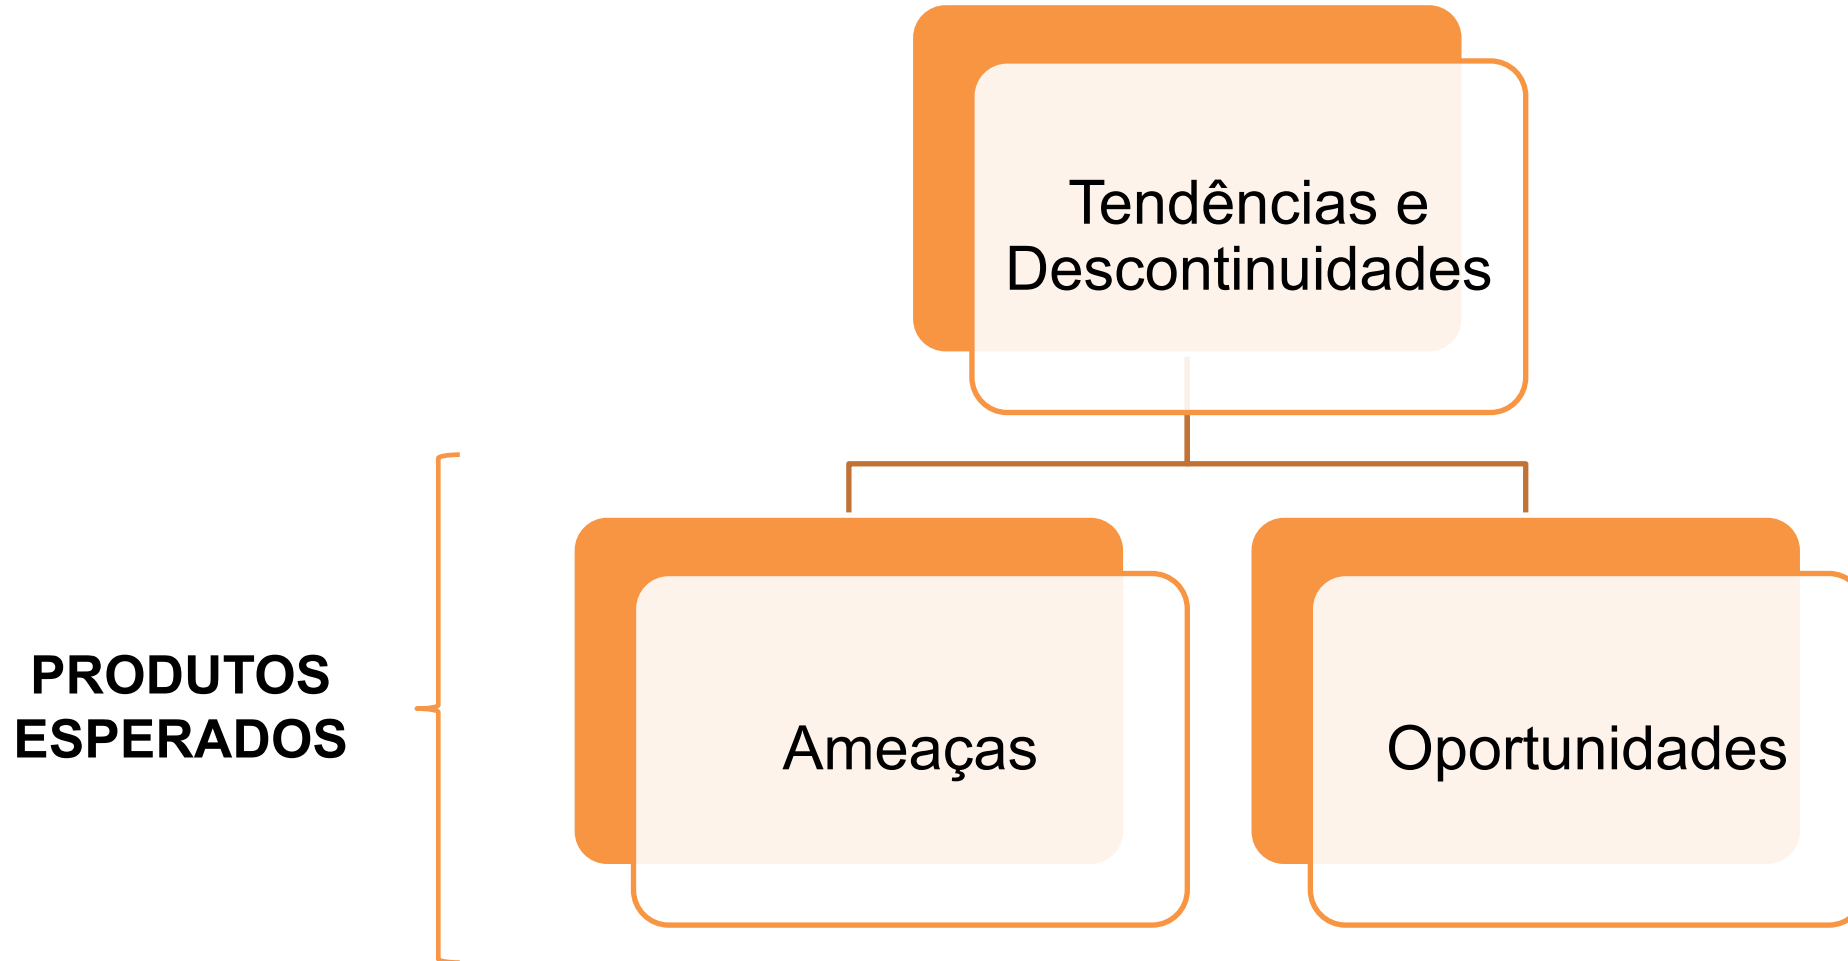 Tendências e
Descontinuidades
PRODUTOS
ESPERADOS
Ameaças
Oportunidades